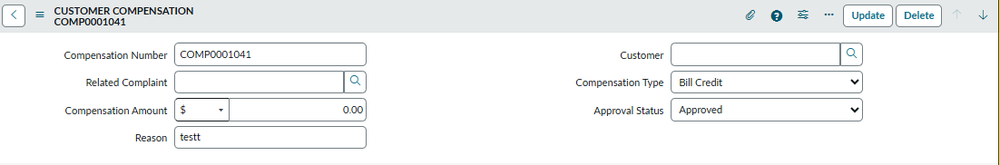 CUSTOMER COMPENSATION
COMP0001041
Update Delete
Compensation Number COMP0001041
Customer
Related Complaint
Compensation Type Bill Credit
Compensation Amount $ 0.00
Approval Status Approved
Reason testt